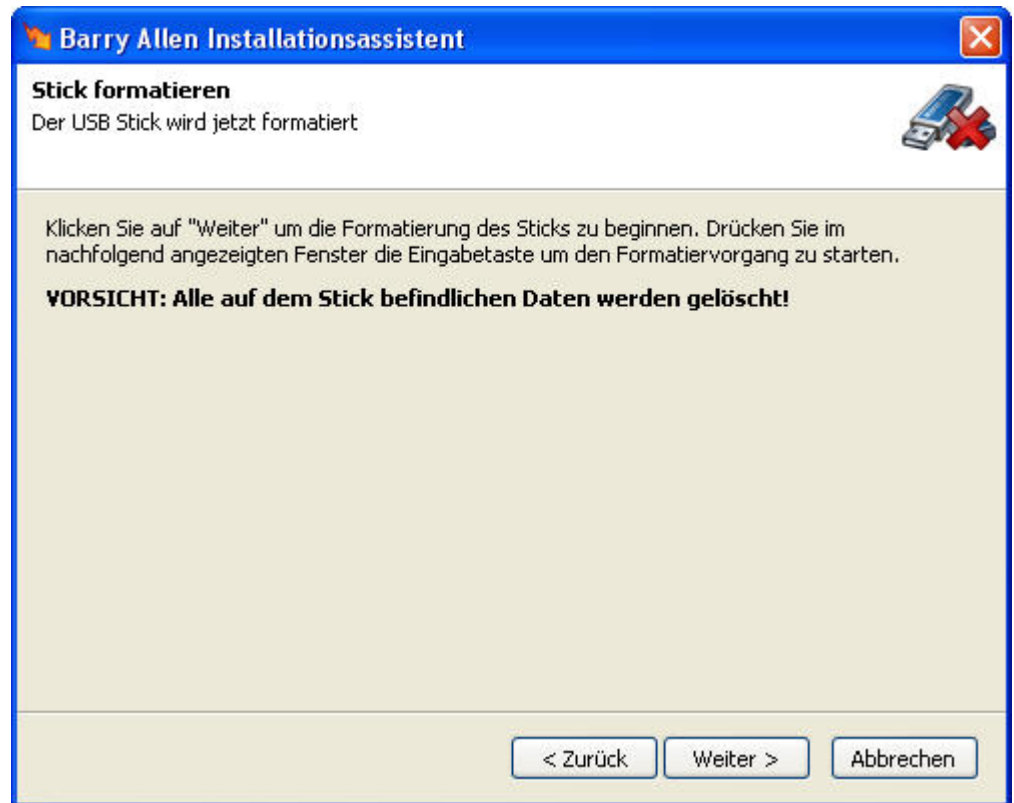 Barry Allen Installationsassistent
Stick formatieren
Der USB Stick wird jetzt formatiert
Klicken Sie auf "Weiter" um die Formatierung des Sticks zu beginnen. Drücken Sie im
nachfolgend angezeigten Fenster die Eingabetaste um den Formatiervorgang zu starten.
VORSICHT: Alle auf dem Stick befindlichen Daten werden gelöscht!
< Zurück
Weiter >
Abbrechen